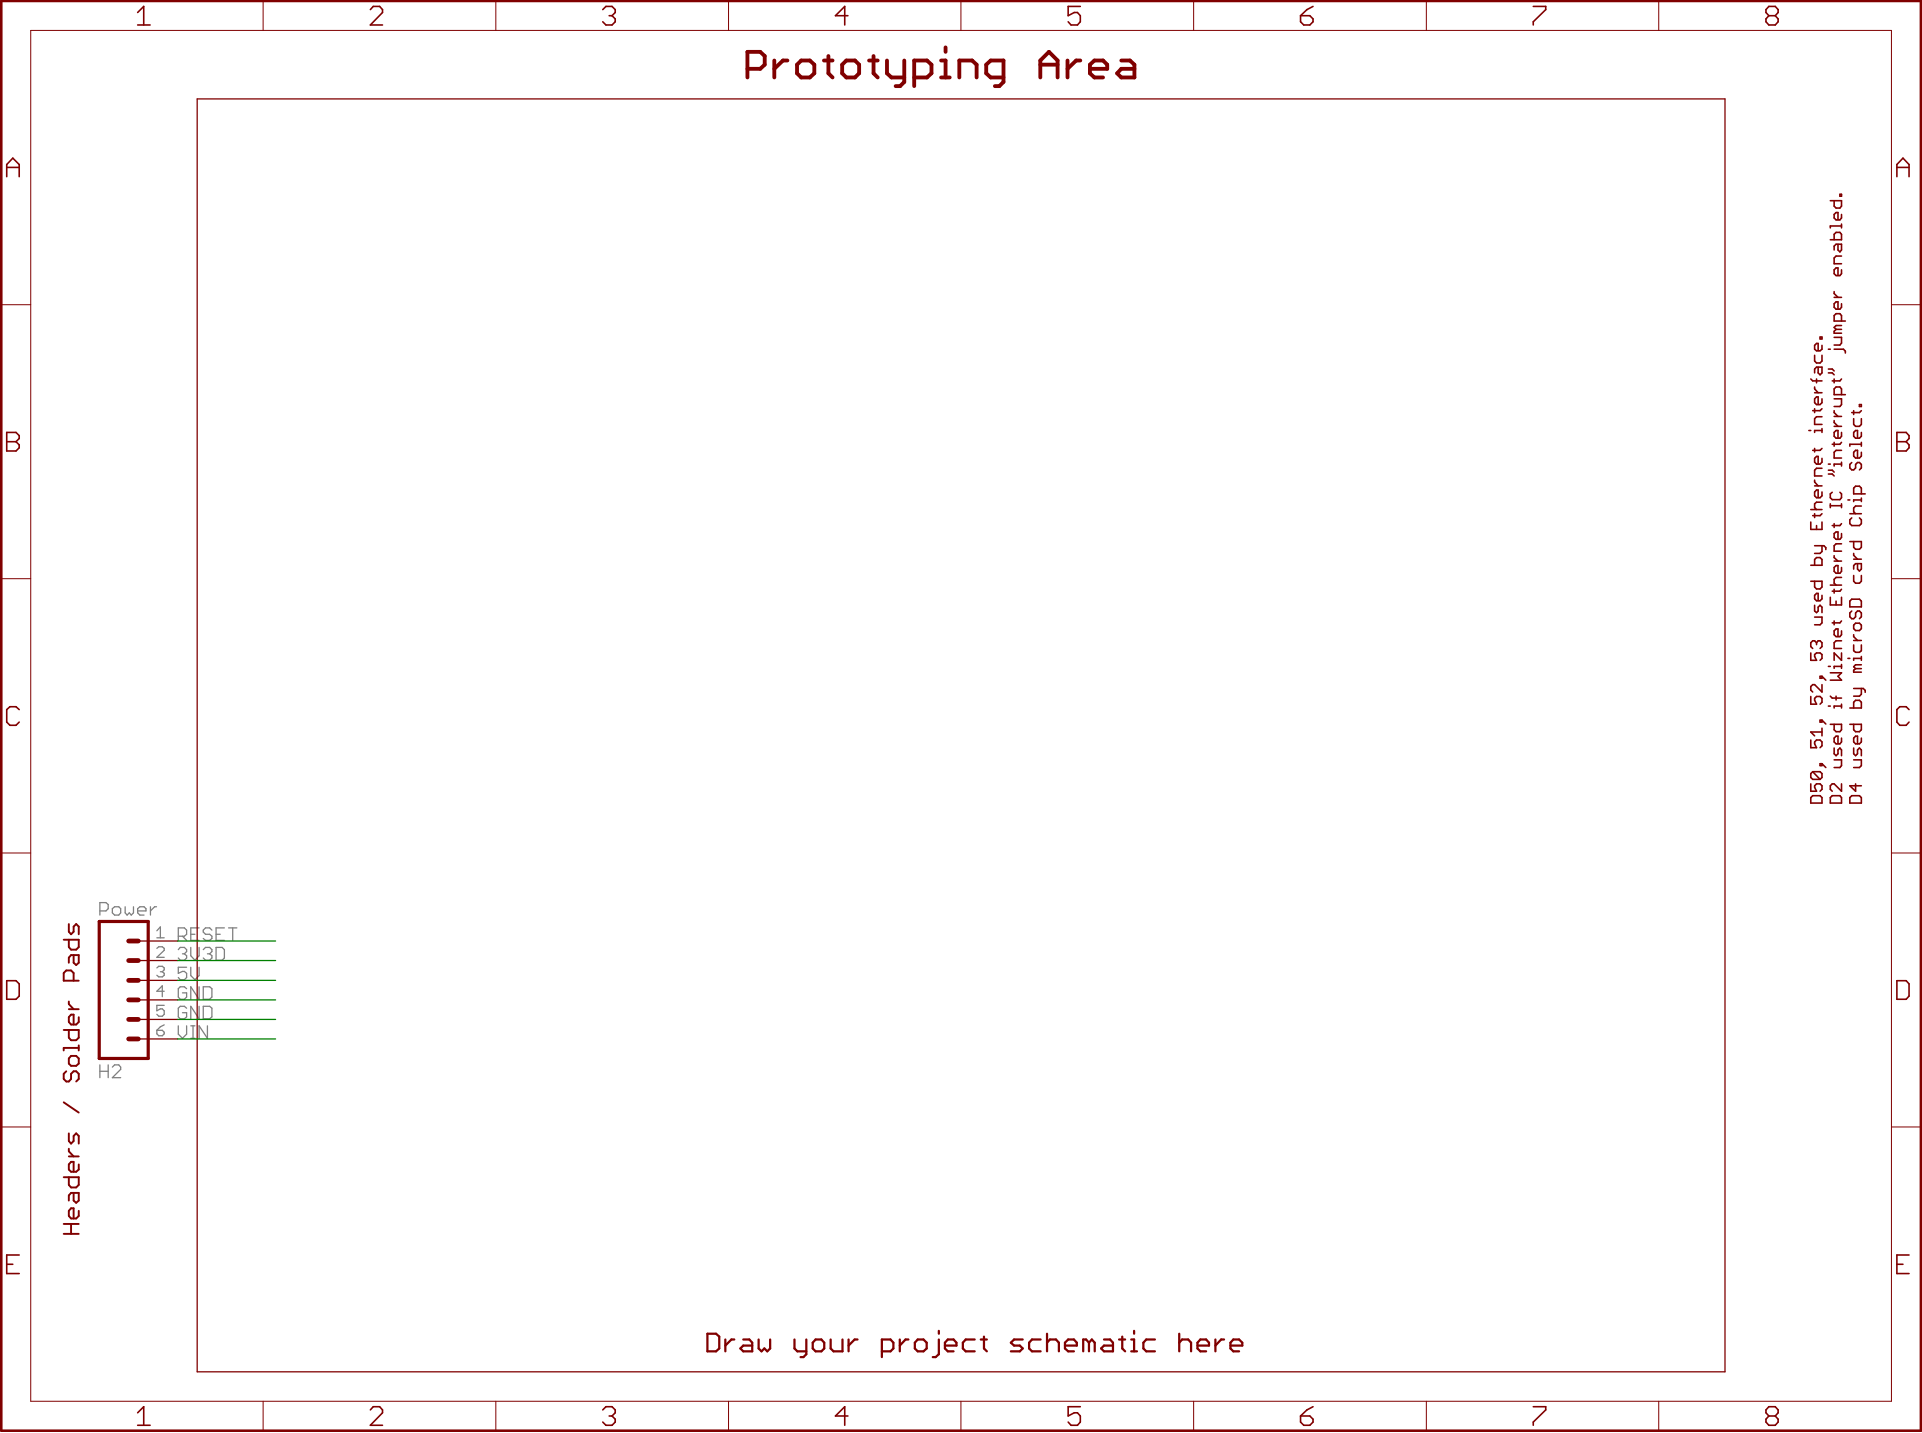 1 2 3 4 5 6 7 8
Prototyping Area
A A
B B
C C
D D
E E
D50, 51, 52, 53 used by Ethernet interface.
D2 used if Wiznet Ethernet IC "interrupt" jumper enabled.
D4 used by microSD card Chip Select.
Headers / Solder Pads
Power
1 RESET
2 3V3D
3 5V
4 GND
5 GND
6 VIN
H2
Draw your project schematic here
1 2 3 4 5 6 7 8